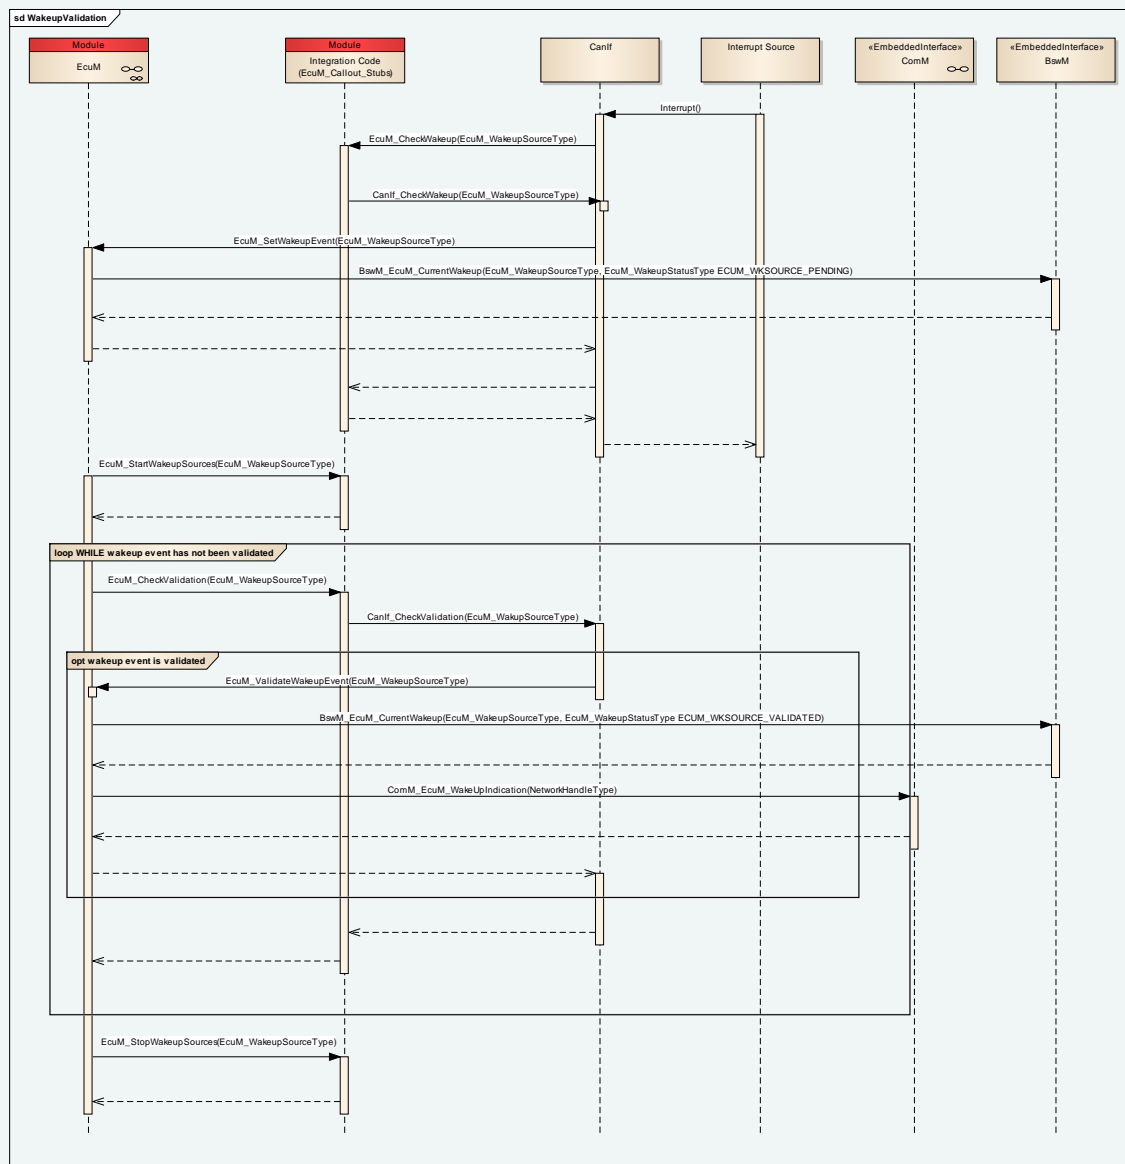 sd WakeupValidation
Module
EcuM
Module
Integration Code
(EcuM_Callout_Stubs)
CanIf
Interrupt Source
«EmbeddedInterface»
ComM
«EmbeddedInterface»
BswM
Interrupt()
EcuM_CheckWakeup(EcuM_WakeupSourceType)
CanIf_CheckWakeup(EcuM_WakeupSourceType)
EcuM_SetWakeupEvent(EcuM_WakeupSourceType)
BswM_EcuM_CurrentWakeup(EcuM_WakeupSourceType, EcuM_WakeupStatusType ECUM_WKSOURCE_PENDING)
EcuM_StartWakeupSources(EcuM_WakeupSourceType)
loop WHILE wakeup event has not been validated
EcuM_CheckValidation(EcuM_WakeupSourceType)
CanIf_CheckValidation(EcuM_WakupSourceType)
opt wakeup event is validated
EcuM_ValidateWakeupEvent(EcuM_WakeupSourceType)
BswM_EcuM_CurrentWakeup(EcuM_WakeupSourceType, EcuM_WakeupStatusType ECUM_WKSOURCE_VALIDATED)
ComM_EcuM_WakeUpIndication(NetworkHandleType)
EcuM_StopWakeupSources(EcuM_WakeupSourceType)